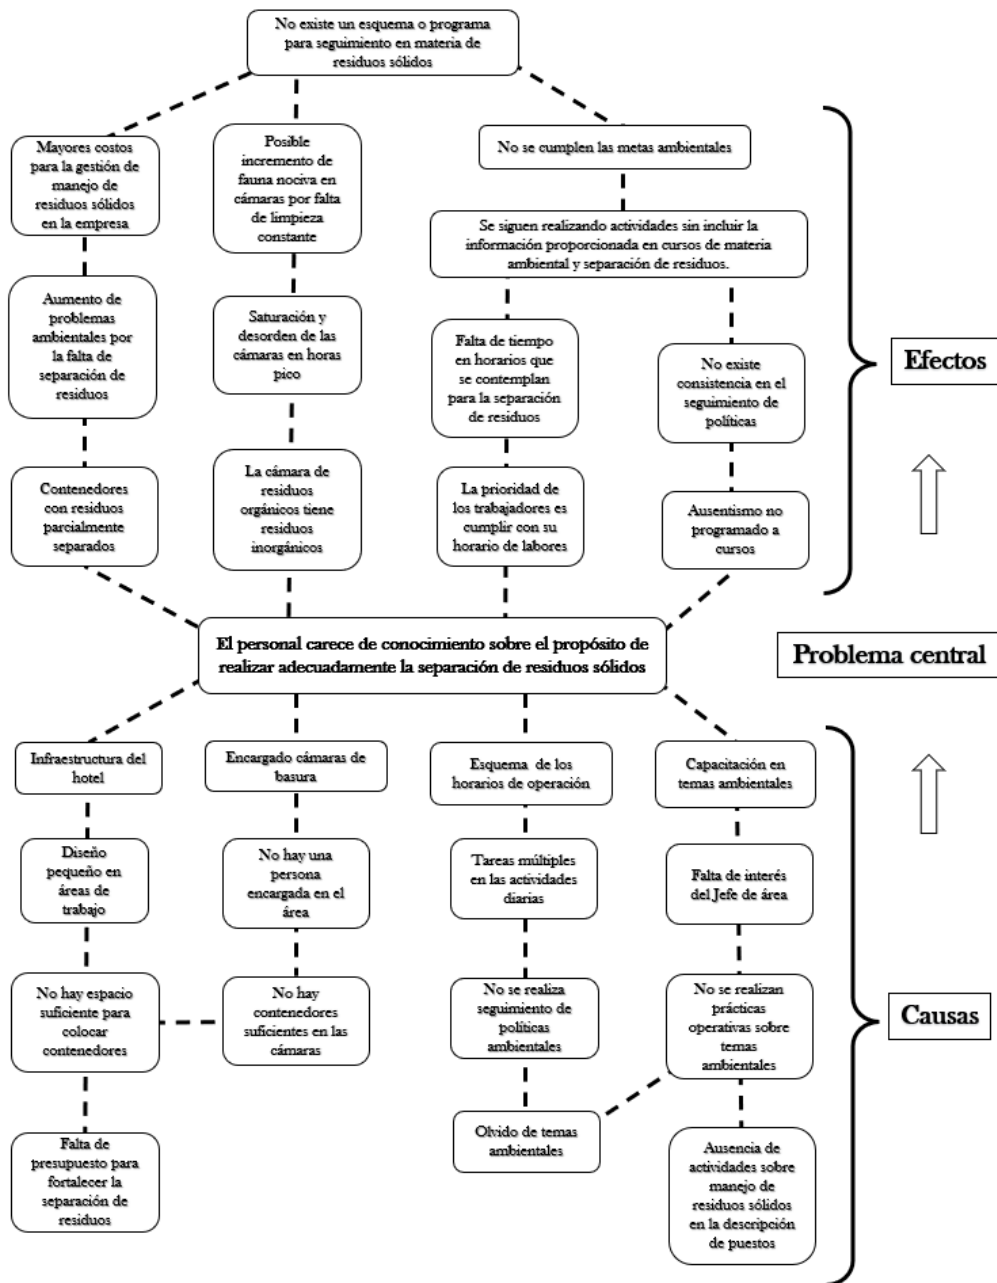 No existe un esquema o programa
para seguimiento en materia de
residuos sólidos
Mayores costos
para la gestión de
manejo de
residuos sólidos
en la empresa
Posible
incremento de
fauna nociva en
cámaras por falta
de limpieza
constante
No se cumplen las metas ambientales
Se siguen realizando actividades sin incluir la
información proporcionada en cursos de materia
ambiental y separación de residuos.
Aumento de
problemas
ambientales por
la falta de
separación de
residuos
Saturación y
desorden de las
cámaras en horas
pico
Falta de tiempo
en horarios que
se contemplan
para la separación
de residuos
No existe
consistencia en el
seguimiento de
políticas
Efectos
Contenedores
con residuos
parcialmente
separados
La cámara de
residuos
orgánicos tiene
residuos
inorgánicos
La prioridad de
los trabajadores es
cumplir con su
horario de labores
Ausentismo no
programado a
cursos
El personal carece de conocimiento sobre el propósito de
realizar adecuadamente la separación de residuos sólidos
Problema central
Infraestructura del
hotel
Encargado cámaras de
basura
Esquema de los
horarios de operación
Capacitación en
temas ambientales
Diseño
pequeño en
áreas de
trabajo
No hay una
persona
encargada en el
área
Tareas múltiples
en las actividades
diarias
Falta de interés
del Jefe de área
No hay espacio
suficiente para
colocar
contenedores
No hay
contenedores
suficientes en las
cámaras
No se realiza
seguimiento de
políticas
ambientales
No se realizan
prácticas
operativas sobre
temas
ambientales
Causas
Falta de
presupuesto para
fortalecer la
separación de
residuos
Olvido de temas
ambientales
Ausencia de
actividades sobre
manejo de
residuos sólidos
en la descripción
de puestos